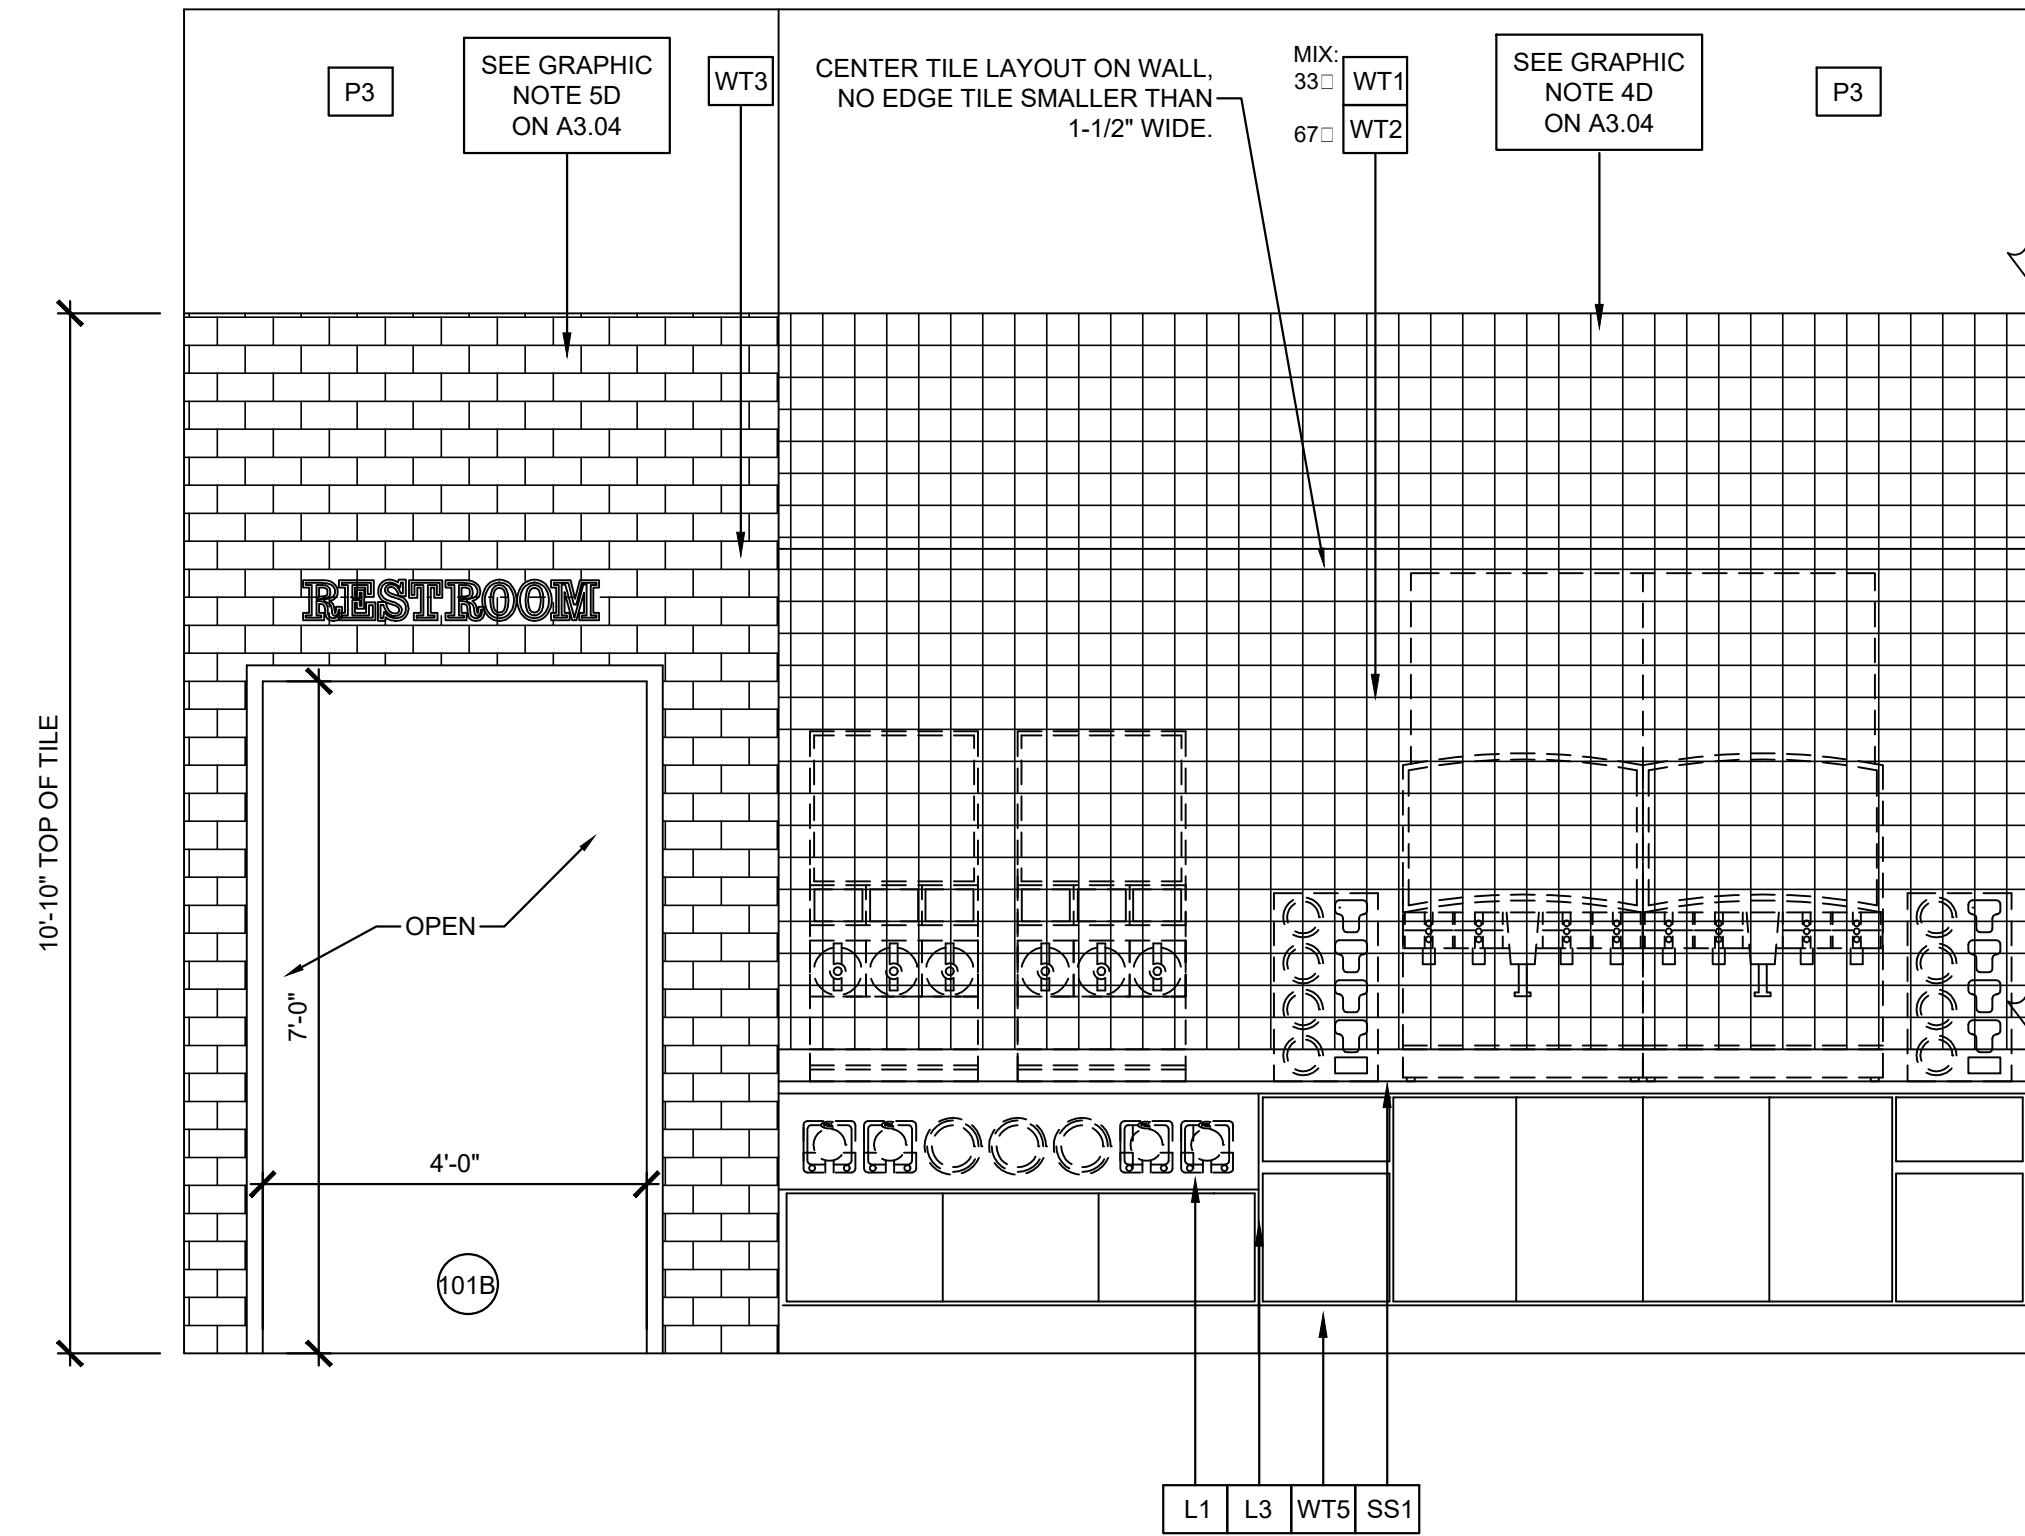 P3
SEE GRAPHIC
NOTE 5D
ON A3.04
WT3
CENTER TILE LAYOUT ON WALL,
NO EDGE TILE SMALLER THAN
1-1/2" WIDE.
MIX:
33□ WT1
67□ WT2
SEE GRAPHIC
NOTE 4D
ON A3.04
P3
RESTROOM
10'-10" TOP OF TILE
OPEN
7'-0"
4'-0"
101B
L1 L3 WT5 SS1